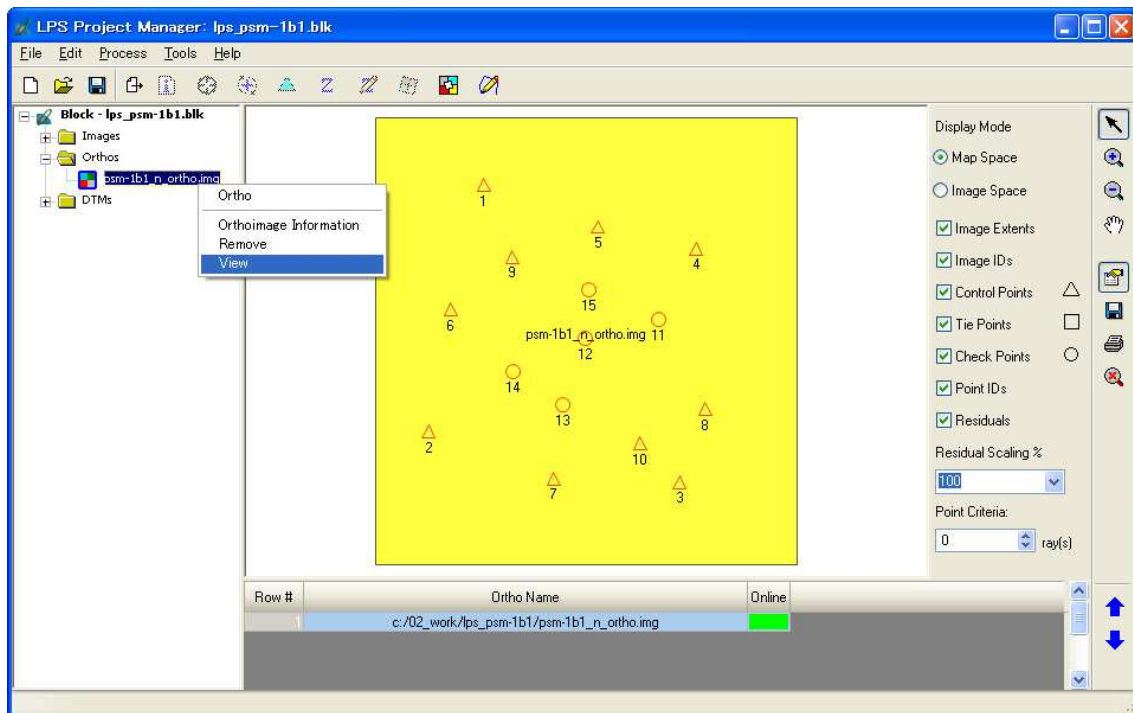 LPS Project Manager: lps_psm-1b1.blk
File Edit Process Tools Help
Block - lps_psm-1b1.blk
Images
Orthos
psm-1b1_n_ortho.img
DTMs
Ortho
Orthoimage Information
Remove
View
1
5
4
9
15
6
11
psm-1b1_n_ortho.img
12
14
13
8
2
10
7
3
Display Mode
Map Space
Image Space
Image Extents
Image IDs
Control Points
Tie Points
Check Points
Point IDs
Residuals
Residual Scaling %
100
Point Criteria:
0 ray(s)
Row # Ortho Name Online
1 c:/02_work/lps_psm-1b1/psm-1b1_n_ortho.img